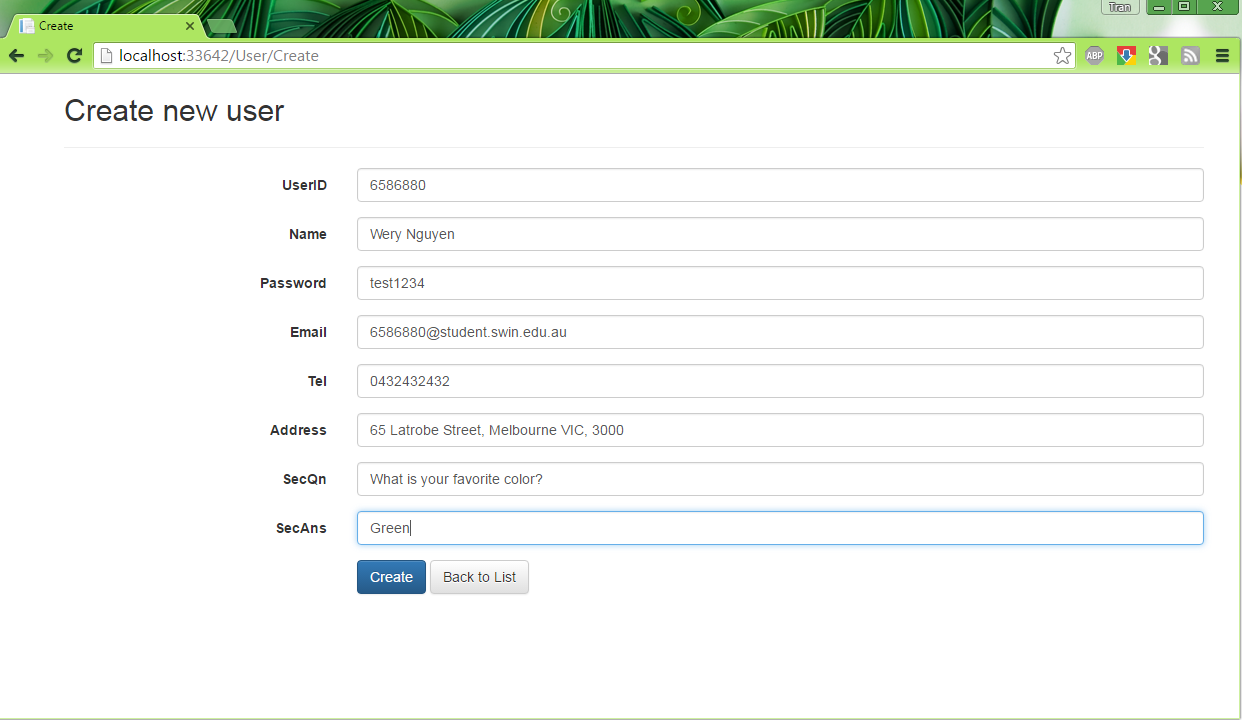 Create
Tran
localhost:33642/User/Create
ABP
g
Create new user
UserID 6586880
Name Wery Nguyen
Password test1234
Email 6586880@student.swin.edu.au
Tel 0432432432
Address 65 Latrobe Street, Melbourne VIC, 3000
SecQn What is your favorite color?
SecAns Green
Create Back to List